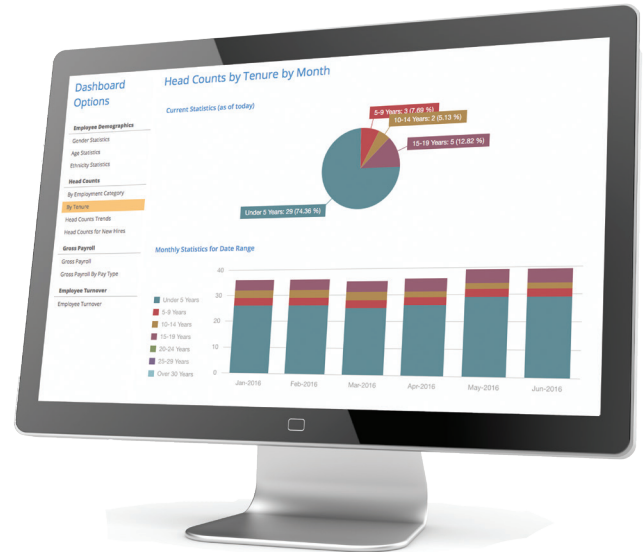 Dashboard
Options
Employee Demographics
Gender Statistics
Age Statistics
Ethnicity Statistics
Head Counts
By Employment Category
By Tenure
Head Counts Trends
Head Counts for New Hires
Gross Payroll
Gross Payroll
Gross Payroll By Pay Type
Employee Turnover
Employee Turnover
Head Counts by Tenure by Month
Current Statistics (as of today)
5-9 Years: 3 (7.69 %)
10-14 Years: 2 (5.13 %)
15-19 Years: 5 (12.82 %)
Under 5 Years: 29 (74.36 %)
Monthly Statistics for Date Range
Under 5 Years
5-9 Years
10-14 Years
15-19 Years
20-24 Years
25-29 Years
Over 30 Years
40
30
20
10
0
Jan-2016 Feb-2016 Mar-2016 Apr-2016 May-2016 Jun-2016